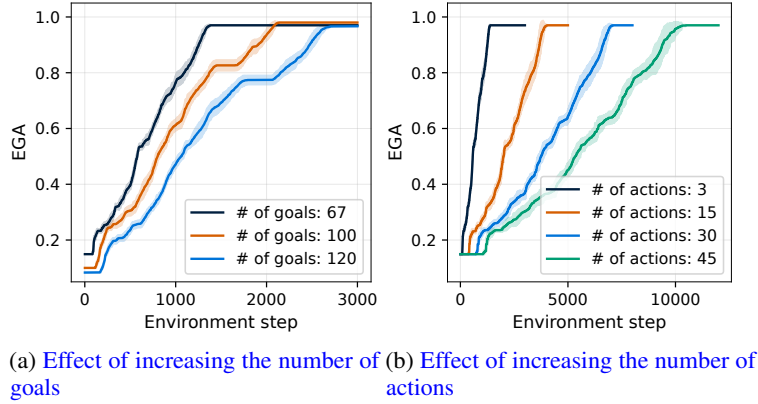 1.0
0.8
0.6
0.4
0.2
EGA
0
1000
2000
3000
Environment step
# of goals: 67
# of goals: 100
# of goals: 120
1.0
0.8
0.6
0.4
0.2
EGA
0
5000
10000
Environment step
# of actions: 3
# of actions: 15
# of actions: 30
# of actions: 45
(a) Effect of increasing the number of
goals
(b) Effect of increasing the number of
actions